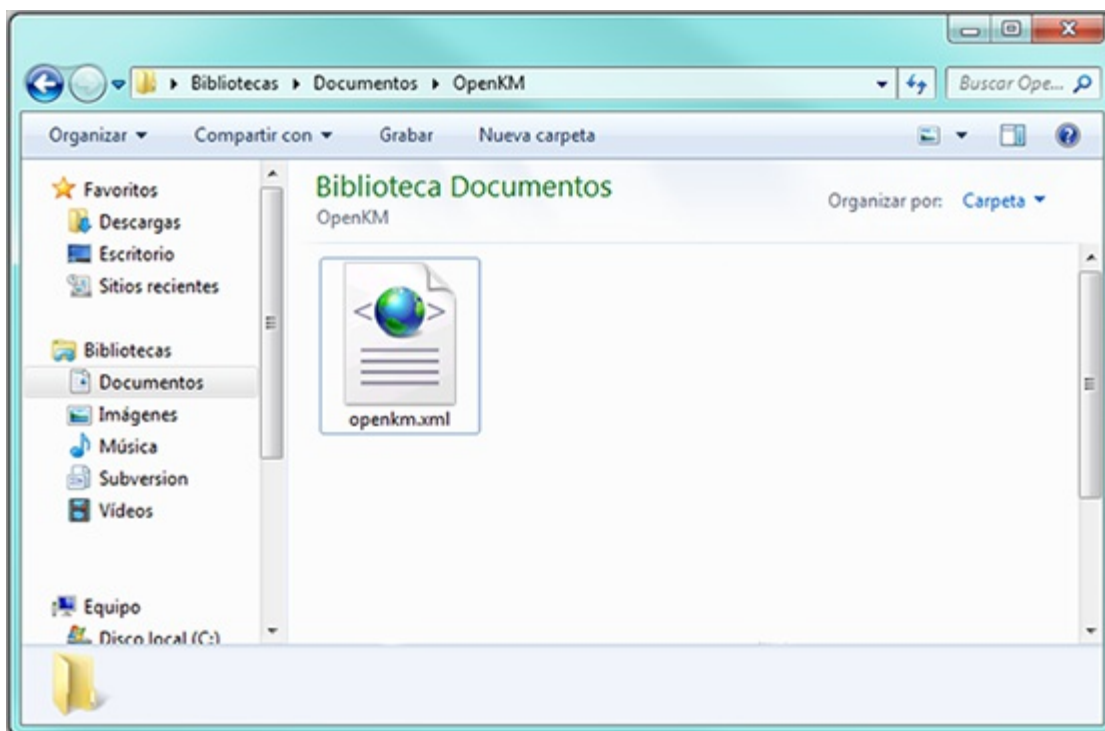 Bibliotecas Documentos OpenKM Buscar Ope...
Organizar Compartir con Grabar Nueva carpeta
Favoritos
Descargas
Escritorio
Sitios recientes
Bibliotecas
Documentos
Imágenes
Música
Subversion
Vídeos
Equipo
Disco local (C:)
Biblioteca Documentos
OpenKM
Organizar por: Carpeta
openkm.xml